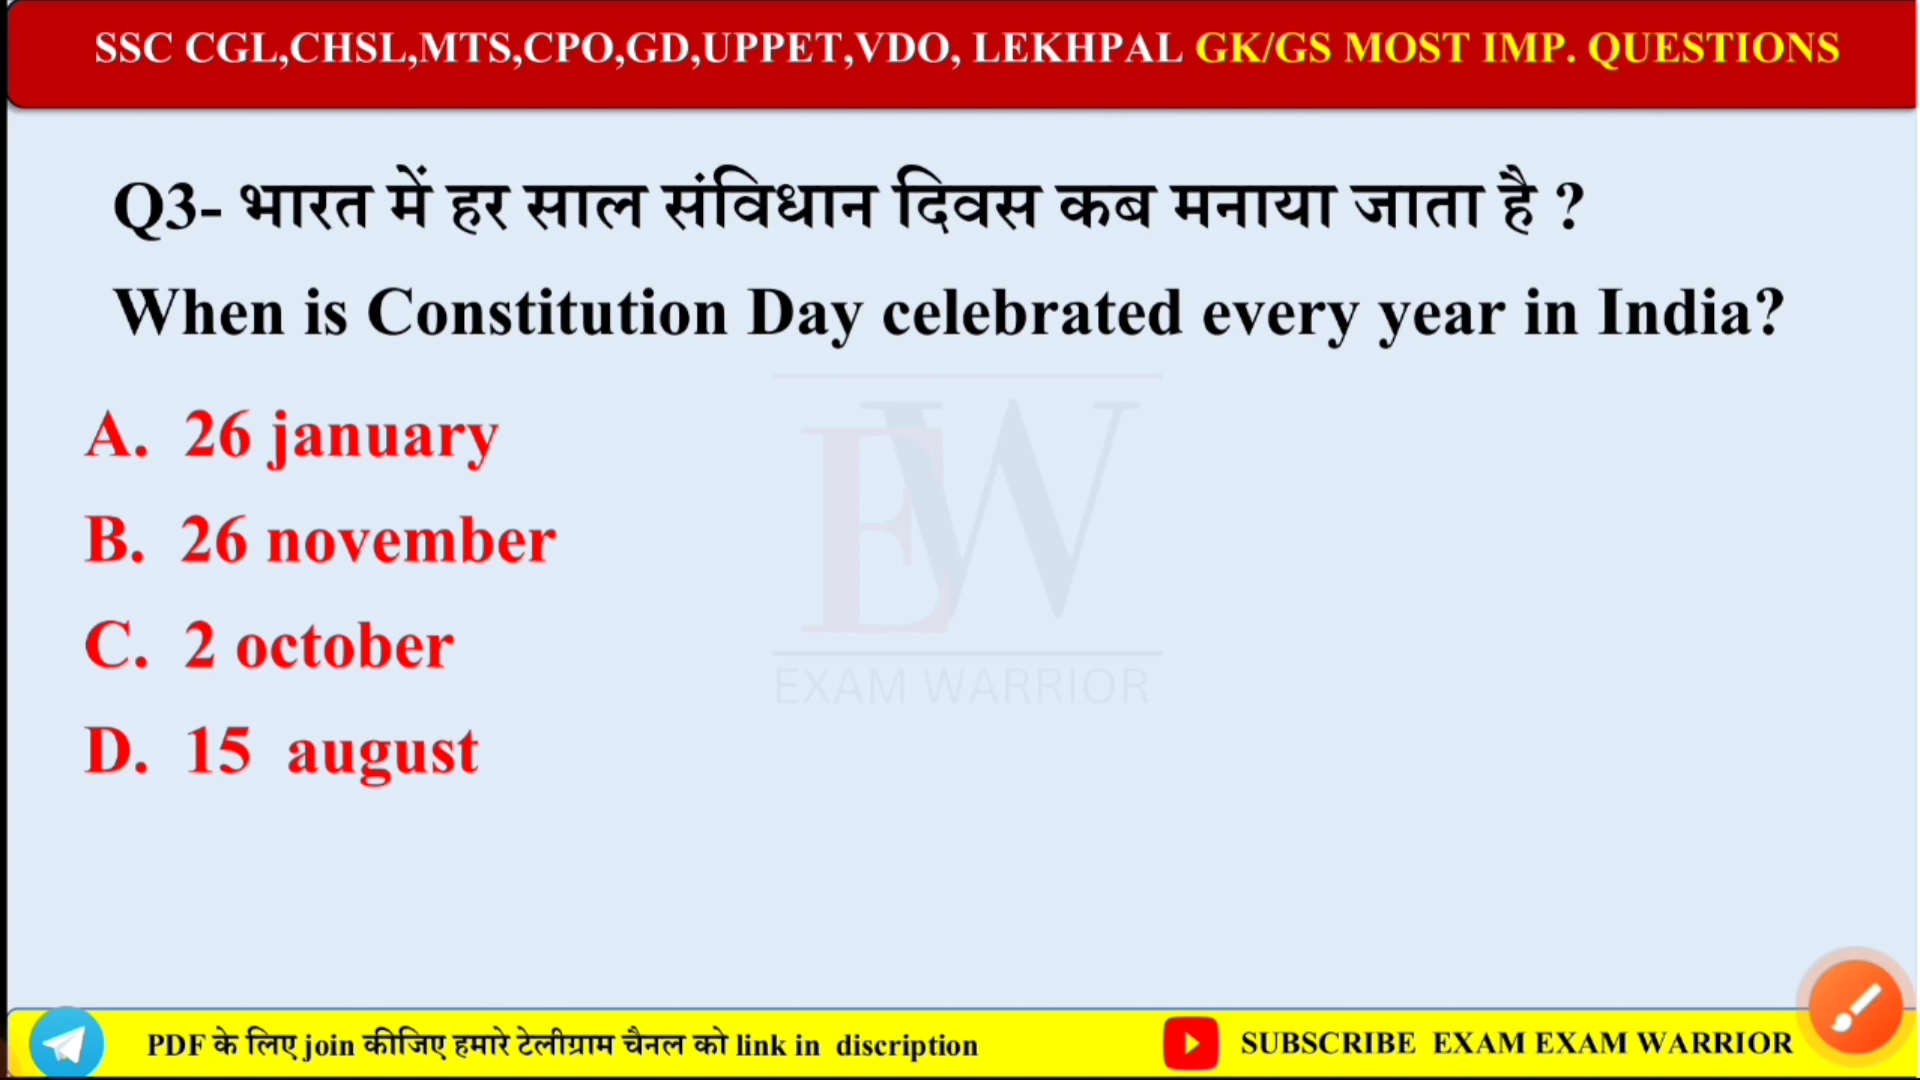 SSC CGL,CHSL,MTS,CPO,GD,UPPET,VDO, LEKHPAL GK/GS MOST IMP. QUESTIONS
Q3- भारत में हर साल संविधान दिवस कब मनाया जाता है ?
When is Constitution Day celebrated every year in India?
A. 26 january
B. 26 november
C. 2 october
D. 15 august
EW
EXAM WARRIOR
PDF के लिए join कीजिए हमारे टेलीग्राम चैनल को link in discription
SUBSCRIBE EXAM EXAM WARRIOR